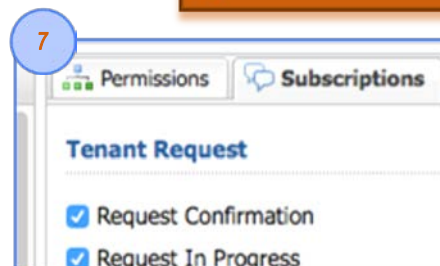 7
Permissions Subscriptions
Tenant Request
Request Confirmation
Request In Progress